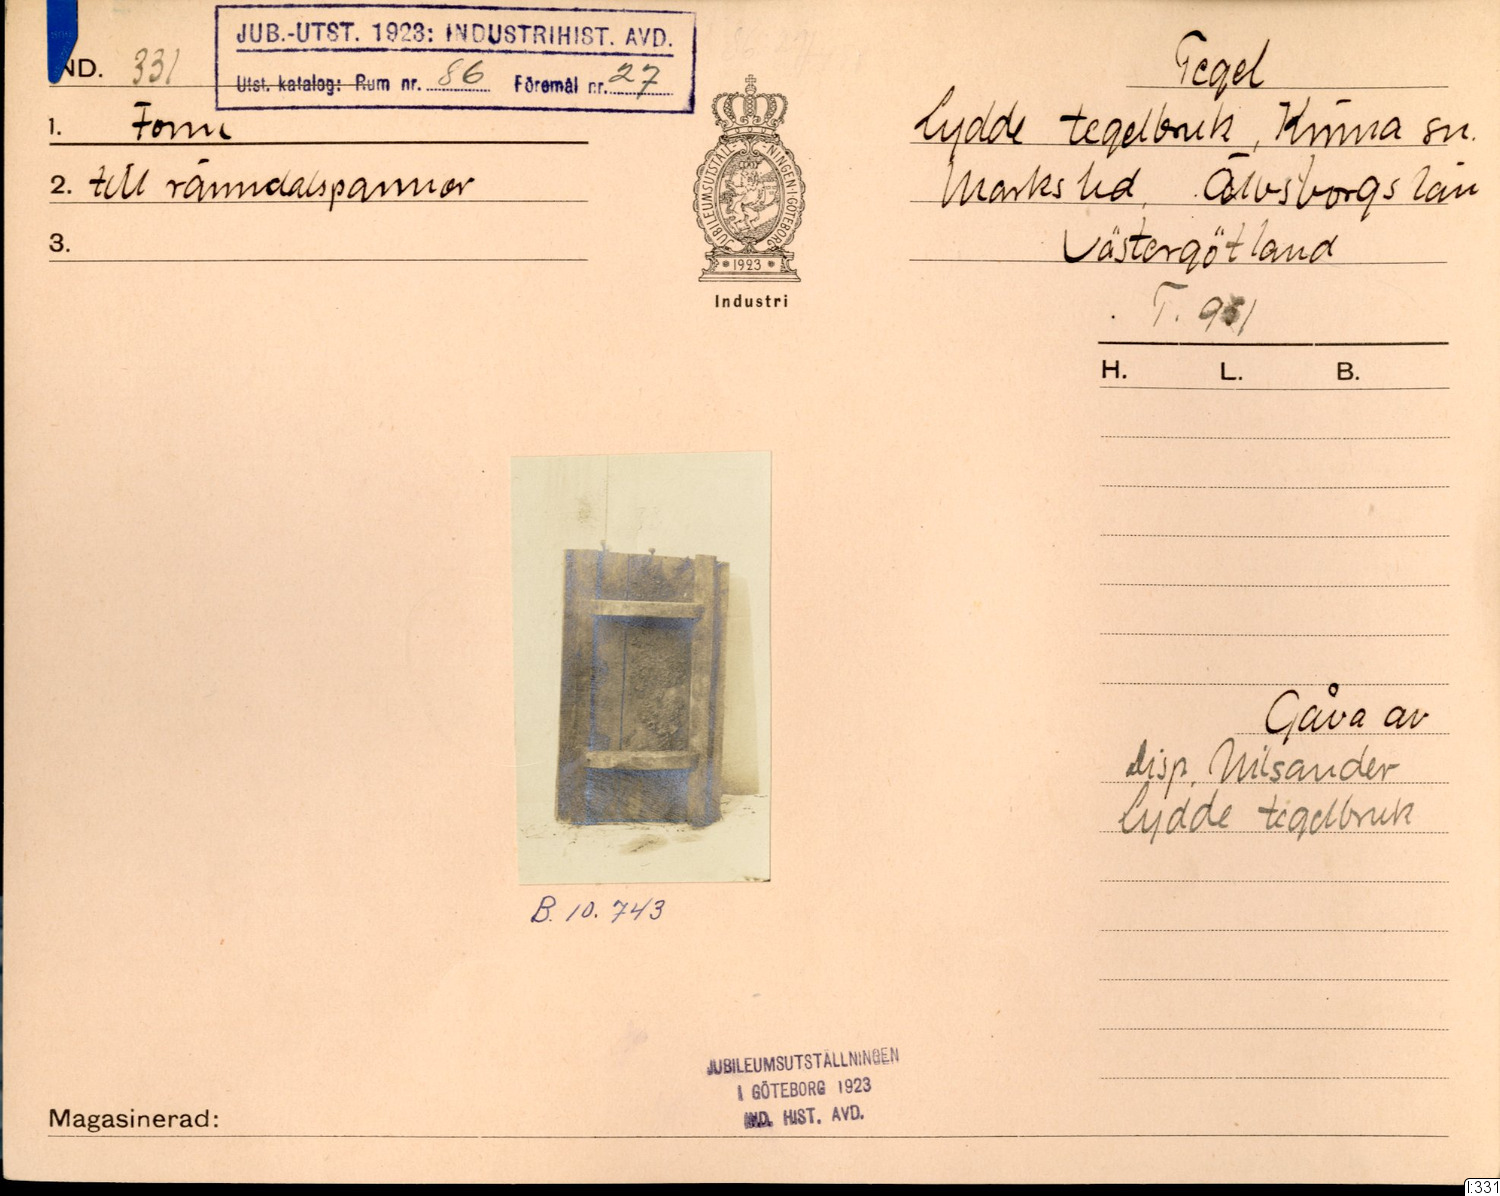 JUB.-UTST. 1923: INDUSTRIHIST. AVD.
Utst. katalog: Rum nr. 86 Föremål nr. 27
IND. 331
1. Form
2. till ränndalspannor
3.
JUBILEUMSUTSTÄLLNINGEN I GÖTEBORG
1923
Industri
Tegel
Lydde tegelbruk, Kinna sn.
Marks hd, Älvsborgs län
Västergötland
T. 951
H. L. B.
Gåva av
disp. Nilsander
Lydde tegelbruk
B. 10. 743
JUBILEUMSUTSTÄLLNINGEN
I GÖTEBORG 1923
IND. HIST. AVD.
Magasinerad:
I:331